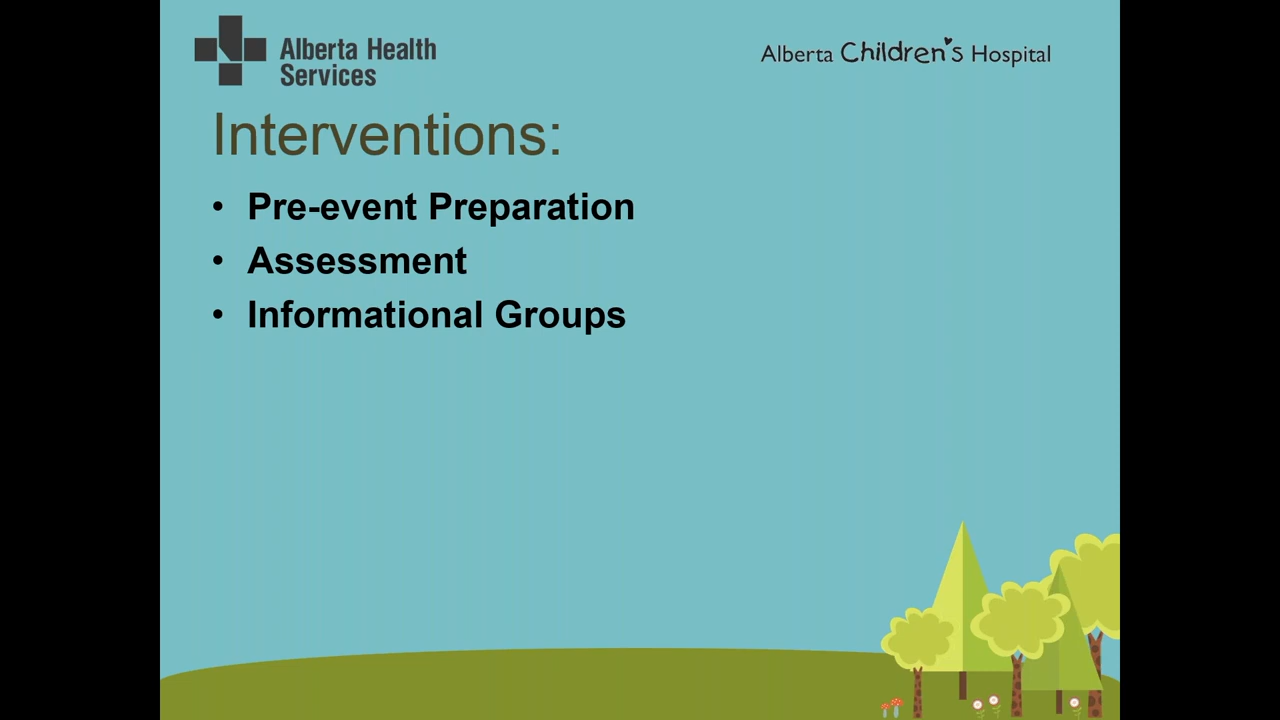 Alberta Health
Services
Alberta Children's Hospital
Interventions:
• Pre-event Preparation
• Assessment
• Informational Groups